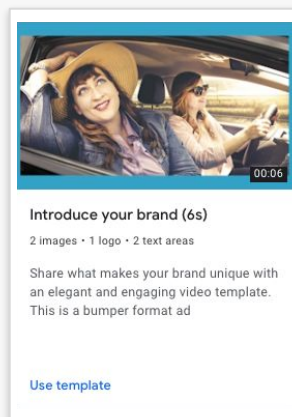 00:06
Introduce your brand (6s)
2 images • 1 logo • 2 text areas
Share what makes your brand unique with
an elegant and engaging video template.
This is a bumper format ad
Use template